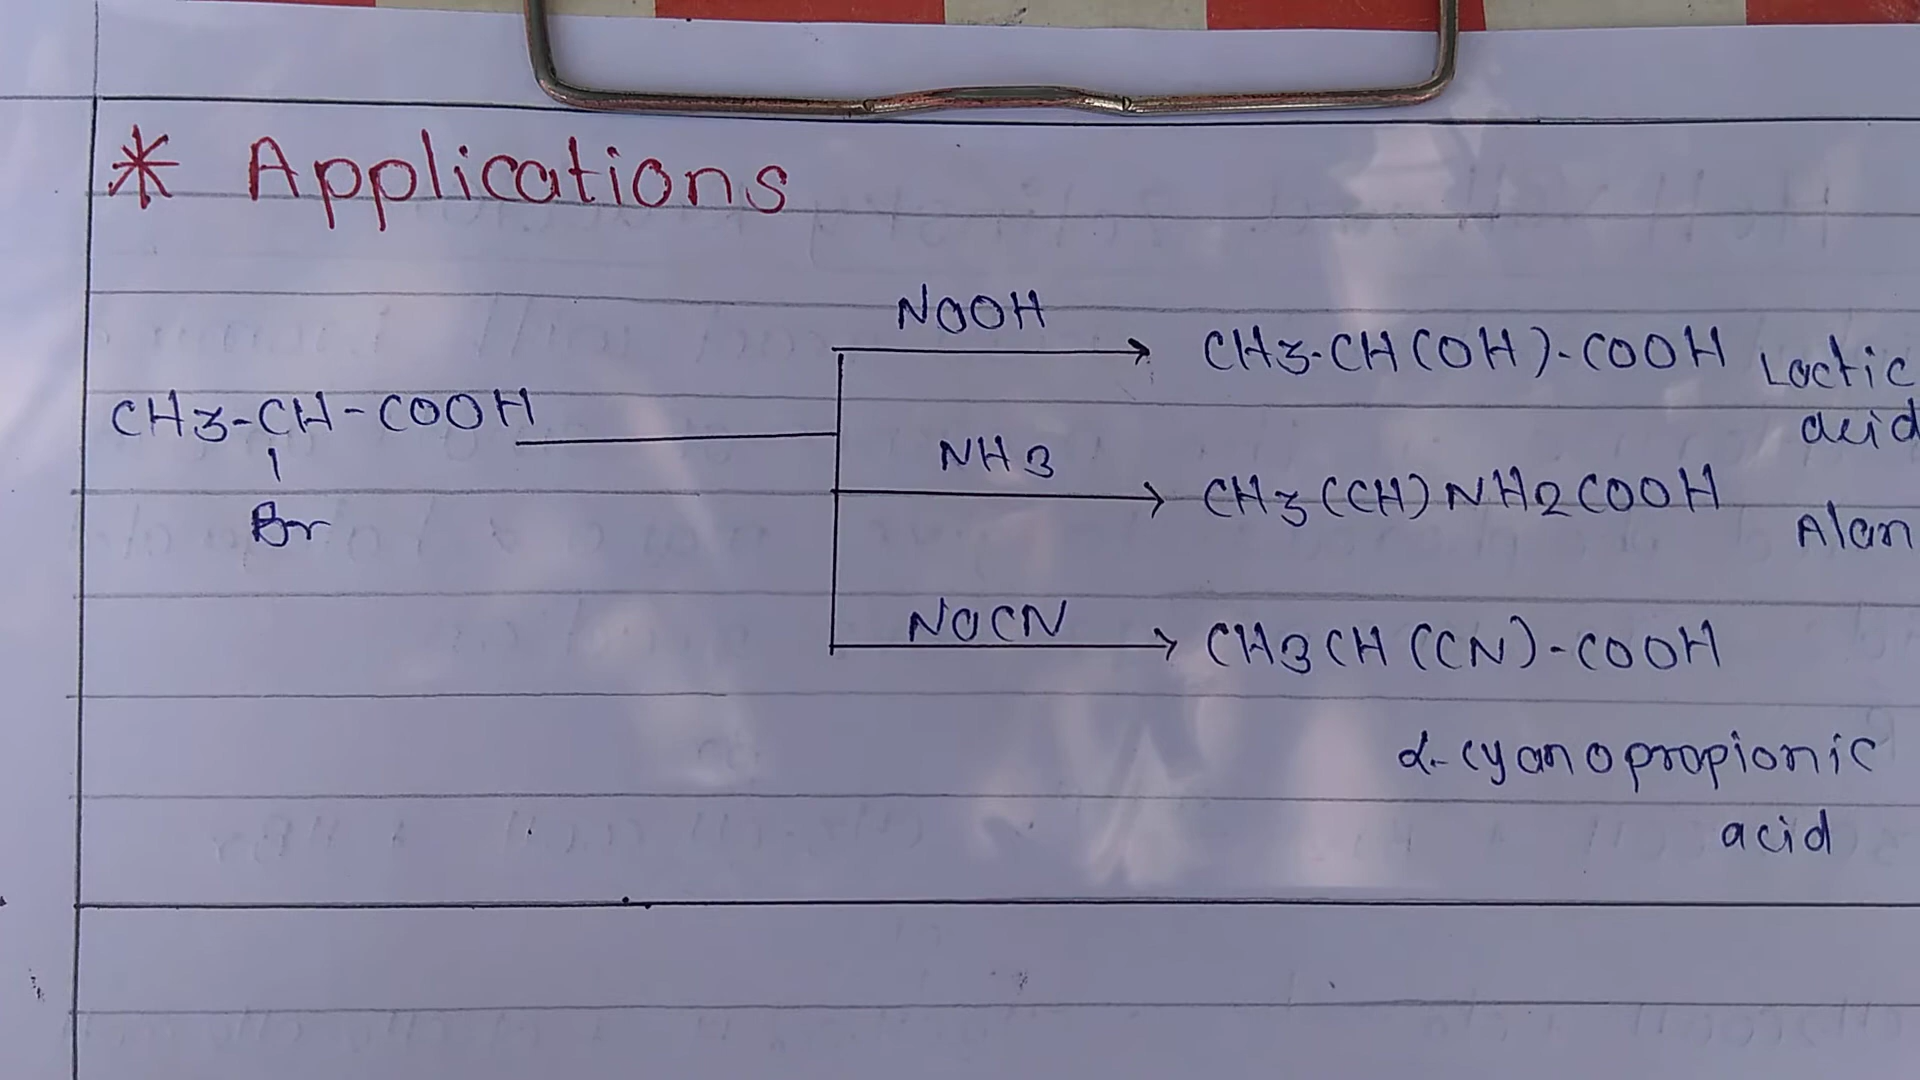 * Applications
NaOH
CH3-CH(OH)-COOH Lactic
acid
CH3-CH-COOH
Br
NH3
CH3(CH)NH2COOH
Alan
NaCN
CH3CH(CN)-COOH
α-cyanopropionic
acid